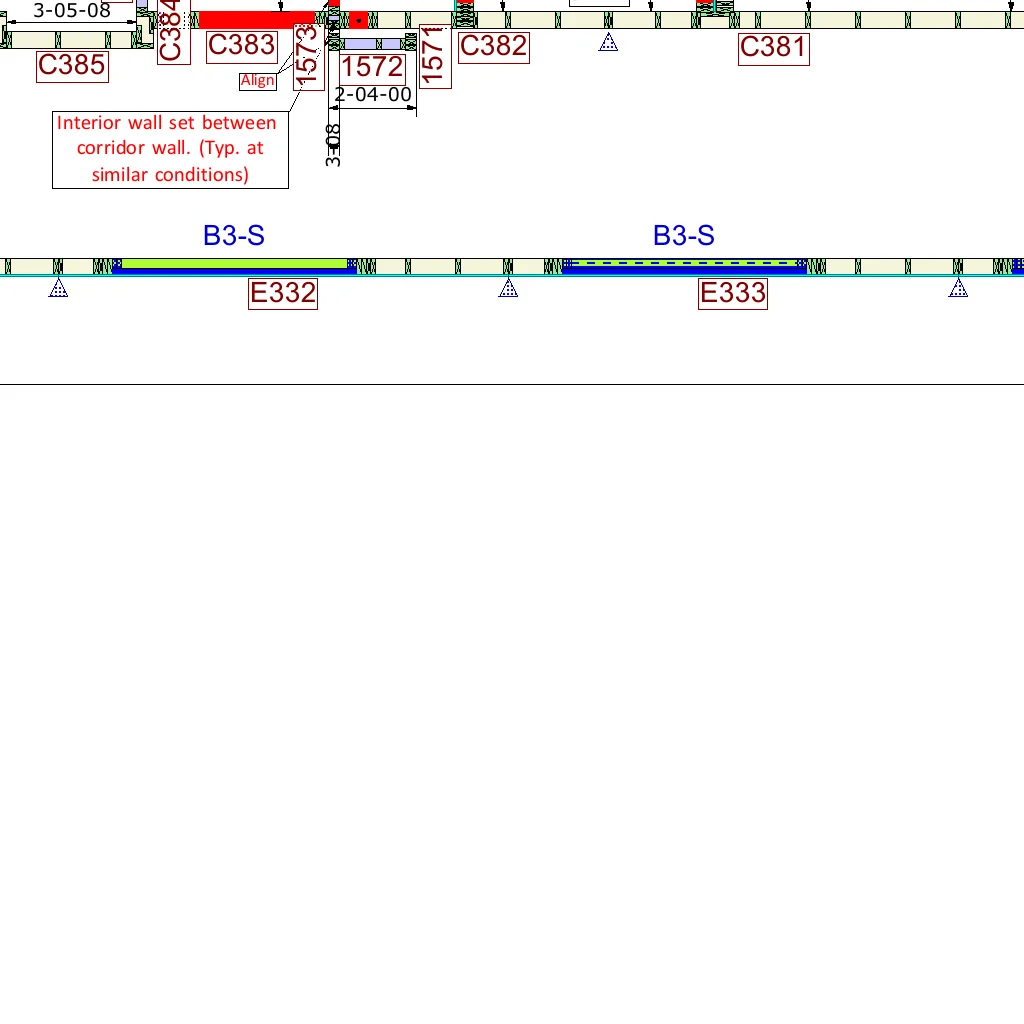 3-05-08
C385
C384
C383
1573
Align
1572
1571
2-04-00
3-08
C382
C381
Interior wall set between
corridor wall. (Typ. at
similar conditions)
B3-S
B3-S
E332
E333